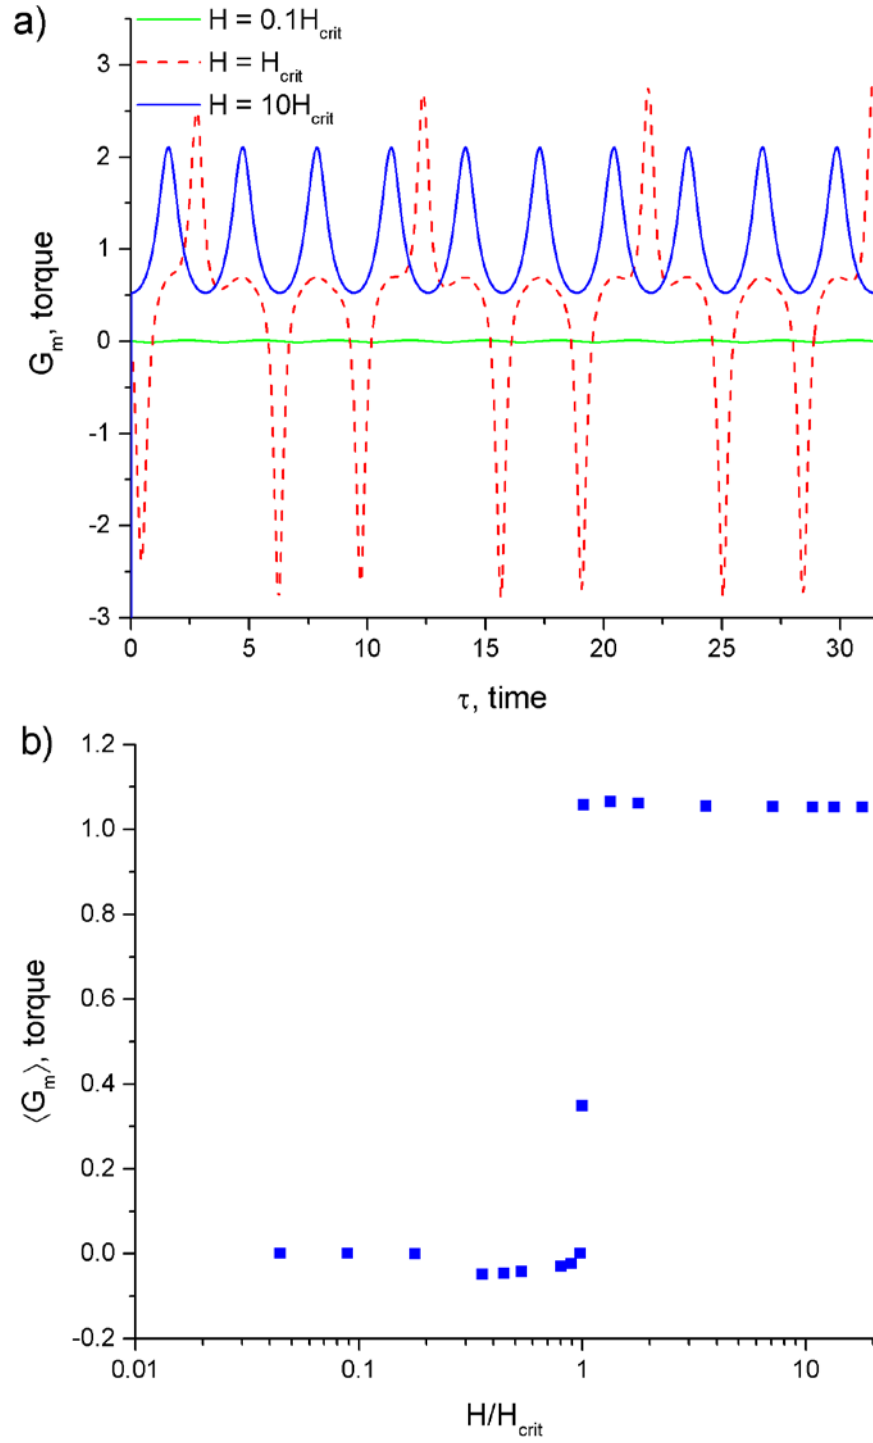 a)
H = 0.1H_crit
H = H_crit
H = 10H_crit
3
2
1
0
-1
-2
-3
G_m, torque
0 5 10 15 20 25 30
τ, time
b)
1.2
1.0
0.8
0.6
0.4
0.2
0.0
-0.2
⟨G_m⟩, torque
0.01 0.1 1 10
H/H_crit